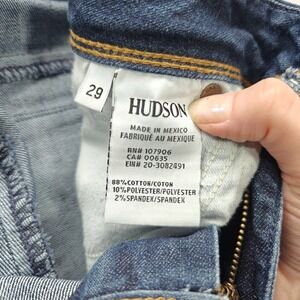 29
HUDSON
MADE IN MEXICO
FABRIQUÉ AU MEXIQUE
RN# 107906
CA# 00635
EIN# 20-3082491
88%COTTON/COTON
10%POLYESTER/POLYESTER
2%SPANDEX/SPANDEX